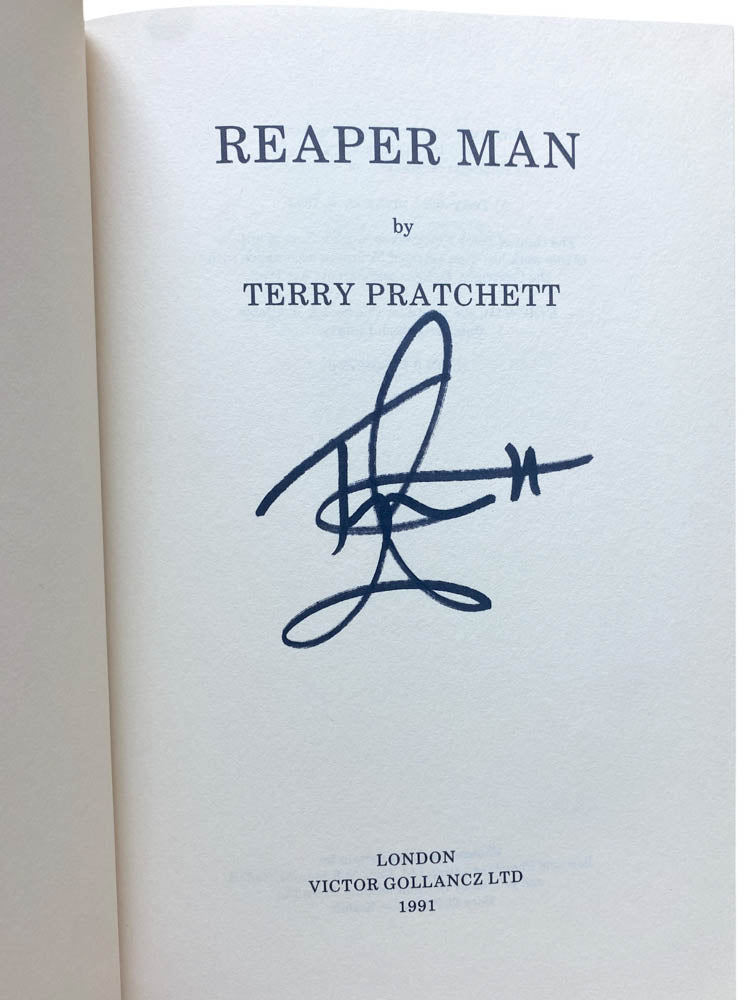 REAPER MAN
by
TERRY PRATCHETT
LONDON
VICTOR GOLLANCZ LTD
1991